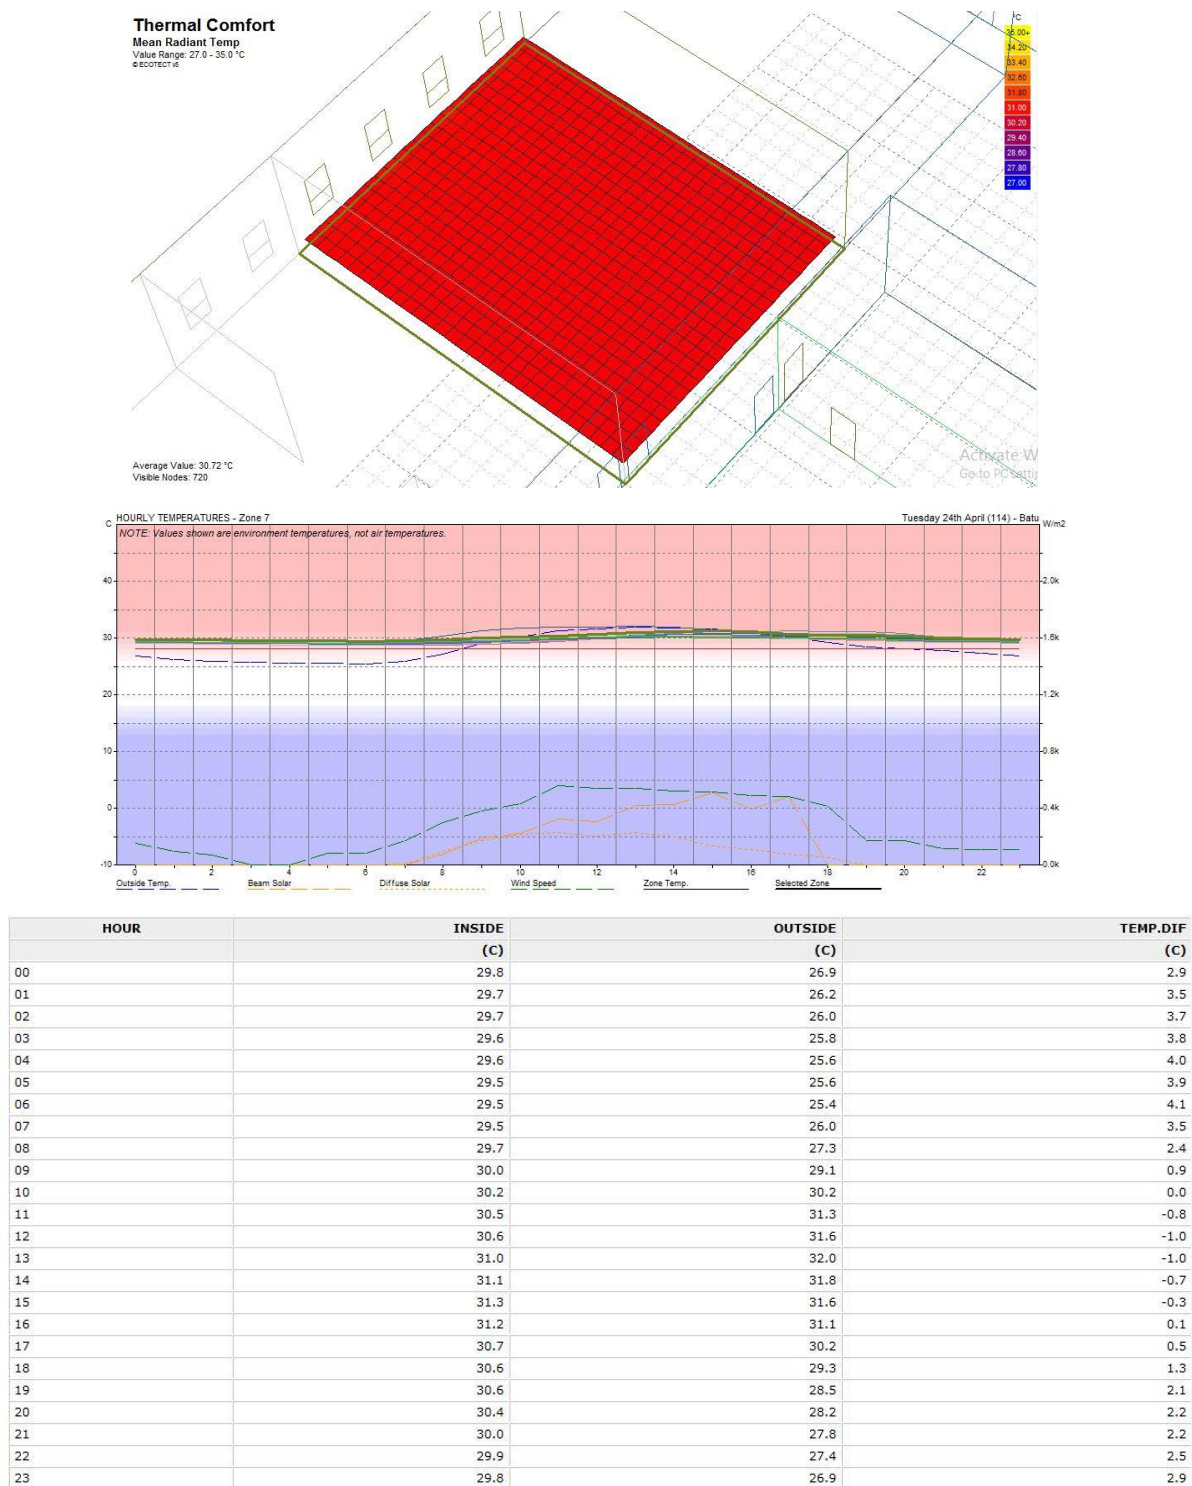 Thermal Comfort
Mean Radiant Temp
Value Range: 27.0 - 35.0 °C
© ECOTECT v5
°C
35.00+
34.20
33.40
32.60
31.80
31.00
30.20
29.40
28.60
27.80
27.00
Average Value: 30.72 °C
Visible Nodes: 720
Activate W
Go to PC settin
HOURLY TEMPERATURES - Zone 7
Tuesday 24th April (114) - Batu
C
W/m2
NOTE: Values shown are environment temperatures, not air temperatures.
40
2.0k
30
1.6k
20
1.2k
10
0.8k
0
0.4k
-10
0.0k
0 2 4 6 8 10 12 14 16 18 20 22
Outside Temp. Beam Solar Diffuse Solar Wind Speed Zone Temp. Selected Zone
HOUR INSIDE OUTSIDE TEMP.DIF
(C) (C) (C)
00 29.8 26.9 2.9
01 29.7 26.2 3.5
02 29.7 26.0 3.7
03 29.6 25.8 3.8
04 29.6 25.6 4.0
05 29.5 25.6 3.9
06 29.5 25.4 4.1
07 29.5 26.0 3.5
08 29.7 27.3 2.4
09 30.0 29.1 0.9
10 30.2 30.2 0.0
11 30.5 31.3 -0.8
12 30.6 31.6 -1.0
13 31.0 32.0 -1.0
14 31.1 31.8 -0.7
15 31.3 31.6 -0.3
16 31.2 31.1 0.1
17 30.7 30.2 0.5
18 30.6 29.3 1.3
19 30.6 28.5 2.1
20 30.4 28.2 2.2
21 30.0 27.8 2.2
22 29.9 27.4 2.5
23 29.8 26.9 2.9